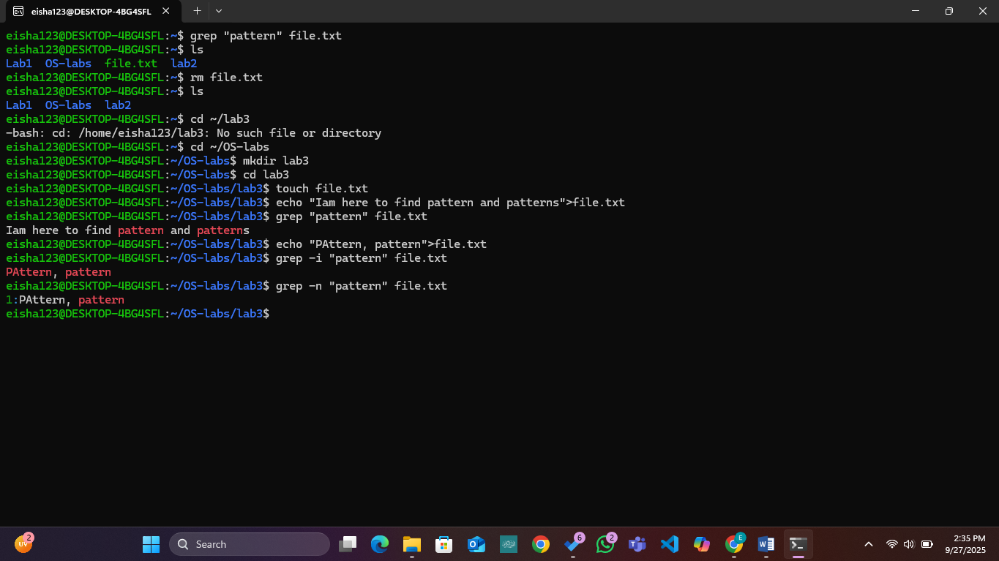 eisha123@DESKTOP-4BG4SFL
eisha123@DESKTOP-4BG4SFL:~$ grep "pattern" file.txt
eisha123@DESKTOP-4BG4SFL:~$ ls
Lab1  OS-labs  file.txt  lab2
eisha123@DESKTOP-4BG4SFL:~$ rm file.txt
eisha123@DESKTOP-4BG4SFL:~$ ls
Lab1  OS-labs  lab2
eisha123@DESKTOP-4BG4SFL:~$ cd ~/lab3
-bash: cd: /home/eisha123/lab3: No such file or directory
eisha123@DESKTOP-4BG4SFL:~$ cd ~/OS-labs
eisha123@DESKTOP-4BG4SFL:~/OS-labs$ mkdir lab3
eisha123@DESKTOP-4BG4SFL:~/OS-labs$ cd lab3
eisha123@DESKTOP-4BG4SFL:~/OS-labs/lab3$ touch file.txt
eisha123@DESKTOP-4BG4SFL:~/OS-labs/lab3$ echo "Iam here to find pattern and patterns">file.txt
eisha123@DESKTOP-4BG4SFL:~/OS-labs/lab3$ grep "pattern" file.txt
Iam here to find pattern and patterns
eisha123@DESKTOP-4BG4SFL:~/OS-labs/lab3$ echo "PAttern, pattern">file.txt
eisha123@DESKTOP-4BG4SFL:~/OS-labs/lab3$ grep -i "pattern" file.txt
PAttern, pattern
eisha123@DESKTOP-4BG4SFL:~/OS-labs/lab3$ grep -n "pattern" file.txt
1:PAttern, pattern
eisha123@DESKTOP-4BG4SFL:~/OS-labs/lab3$
UV 2
Search
6
2
E
2:35 PM
9/27/2025